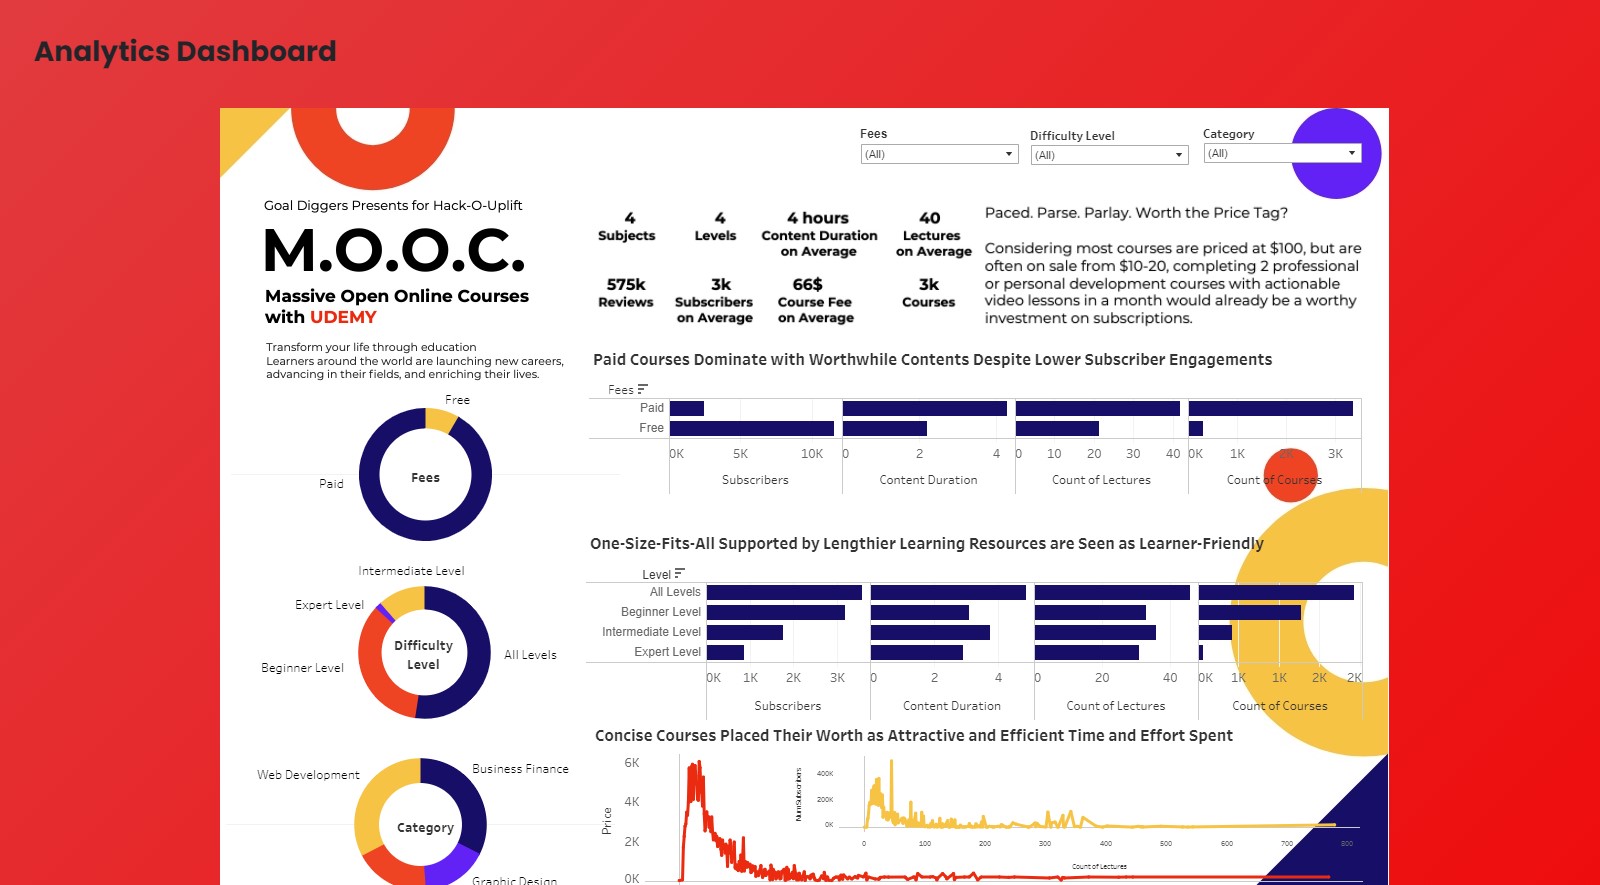 Analytics Dashboard
Fees
Difficulty Level
Category
(All)
(All)
(All)
Goal Diggers Presents for Hack-O-Uplift
M.O.O.C.
Massive Open Online Courses
with UDEMY
Transform your life through education
Learners around the world are launching new careers,
advancing in their fields, and enriching their lives.
4
Subjects
4
Levels
4 hours
Content Duration
on Average
40
Lectures
on Average
575k
Reviews
3k
Subscribers
on Average
66$
Course Fee
on Average
3k
Courses
Paced. Parse. Parlay. Worth the Price Tag?
Considering most courses are priced at $100, but are
often on sale from $10-20, completing 2 professional
or personal development courses with actionable
video lessons in a month would already be a worthy
investment on subscriptions.
Free
Paid
Fees
Intermediate Level
Expert Level
Beginner Level
All Levels
Difficulty
Level
Web Development
Business Finance
Category
Graphic Design
Paid Courses Dominate with Worthwhile Contents Despite Lower Subscriber Engagements
Fees
Paid
Free
0K 5K 10K
0 2 4
0 10 20 30 40
0K 1K 2K 3K
Subscribers
Content Duration
Count of Lectures
Count of Courses
One-Size-Fits-All Supported by Lengthier Learning Resources are Seen as Learner-Friendly
Level
All Levels
Beginner Level
Intermediate Level
Expert Level
0K 1K 2K 3K
0 2 4
0 20 40
0K 1K 1K 2K 2K
Subscribers
Content Duration
Count of Lectures
Count of Courses
Concise Courses Placed Their Worth as Attractive and Efficient Time and Effort Spent
6K
4K
2K
0K
Price
NumSubscribers
400K
200K
0K
0 100 200 300 400 500 600 700 800
Count of Lectures